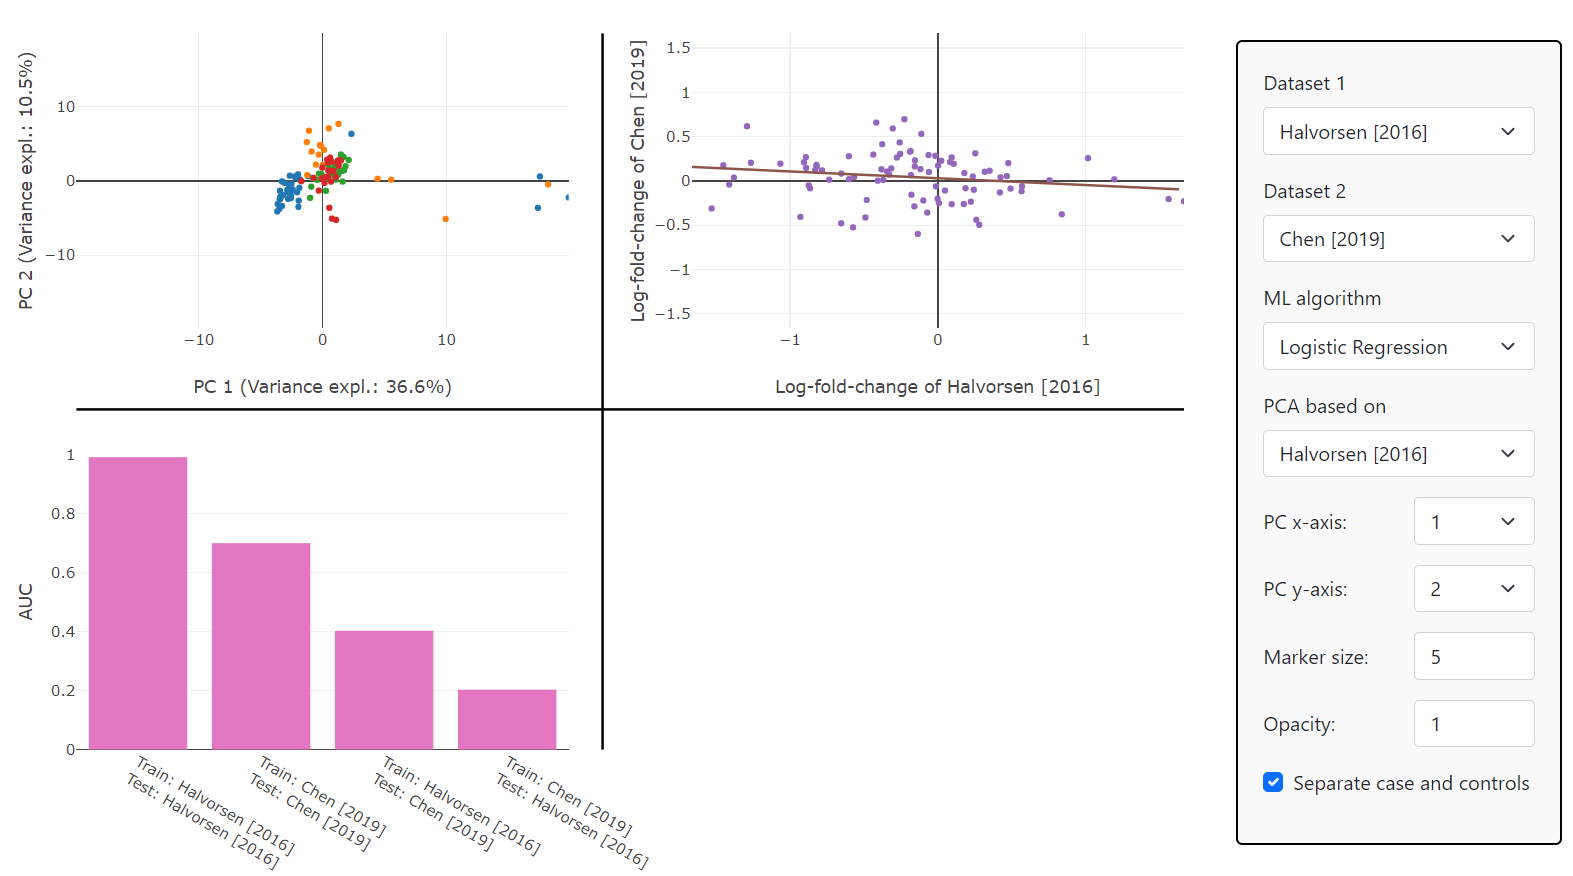 PC 2 (Variance expl.: 10.5%)
10
0
−10
−10
0
10
PC 1 (Variance expl.: 36.6%)
Log-fold-change of Chen [2019]
1.5
1
0.5
0
−0.5
−1
−1.5
−1
0
1
Log-fold-change of Halvorsen [2016]
AUC
1
0.8
0.6
0.4
0.2
0
Train: Halvorsen [2016]
Test: Halvorsen [2016]
Train: Chen [2019]
Test: Chen [2019]
Train: Halvorsen [2016]
Test: Chen [2019]
Train: Chen [2019]
Test: Halvorsen [2016]
Dataset 1
Halvorsen [2016]
Dataset 2
Chen [2019]
ML algorithm
Logistic Regression
PCA based on
Halvorsen [2016]
PC x-axis: 1
PC y-axis: 2
Marker size: 5
Opacity: 1
Separate case and controls